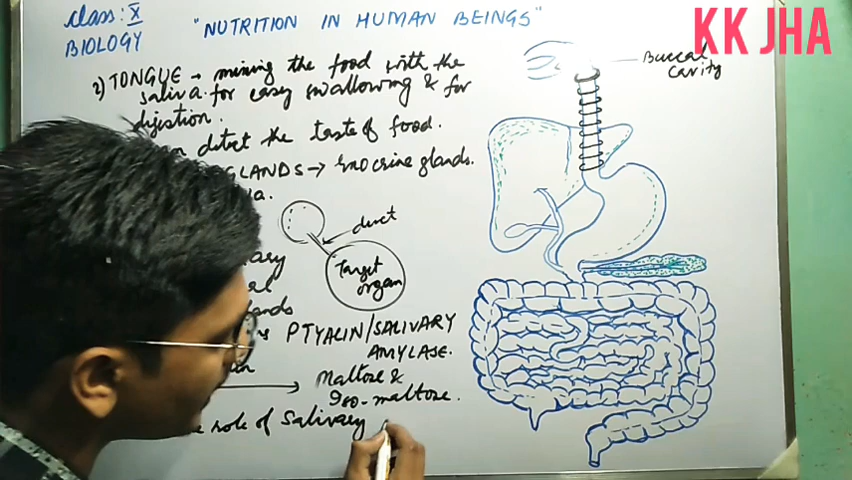 class: X
BIOLOGY
"NUTRITION IN HUMAN BEINGS"
KK JHA
2) TONGUE → mixing the food with the
saliva for easy swallowing & for
dijestion.
detect the taste of food.
GLANDS → Exocrine glands.
duct
Target
organ
PTYALIN/SALIVARY
AMYLASE.
Maltose &
Iso-maltose.
role of Salivary
Buccal
cavity